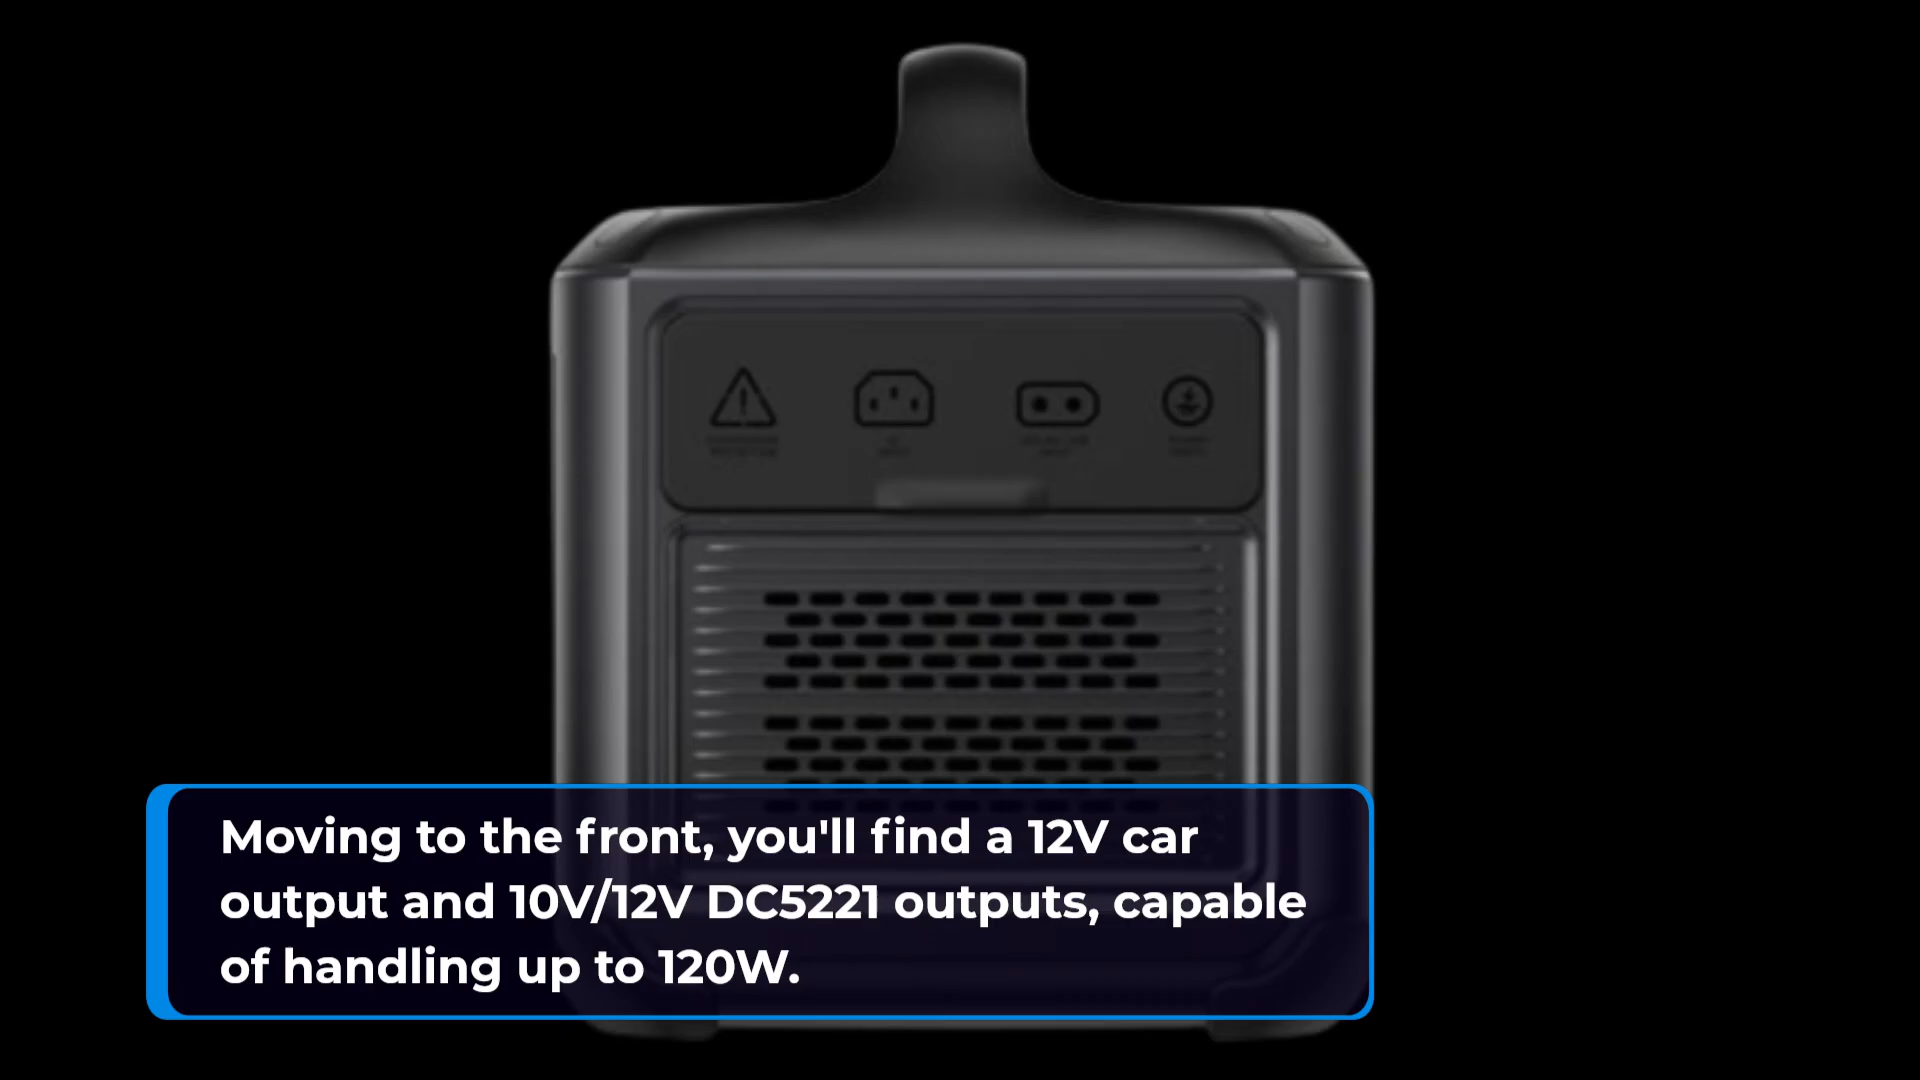 Moving to the front, you'll find a 12V car
output and 10V/12V DC5221 outputs, capable
of handling up to 120W.